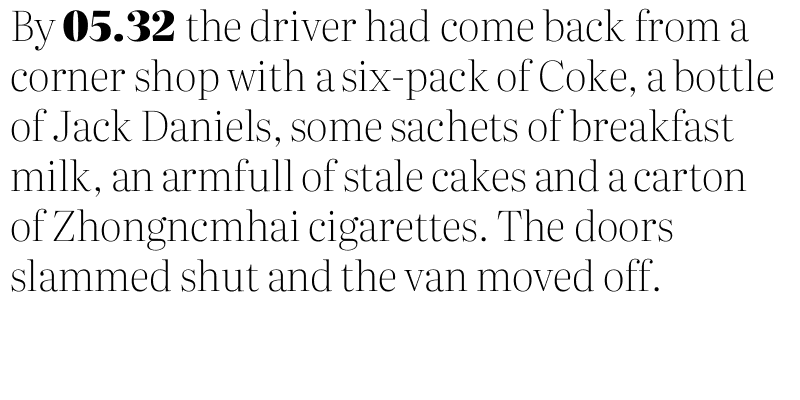 By 05.32 the driver had come back from a
corner shop with a six-pack of Coke, a bottle
of Jack Daniels, some sachets of breakfast
milk, an armfull of stale cakes and a carton
of Zhongncmhai cigarettes. The doors
slammed shut and the van moved off.